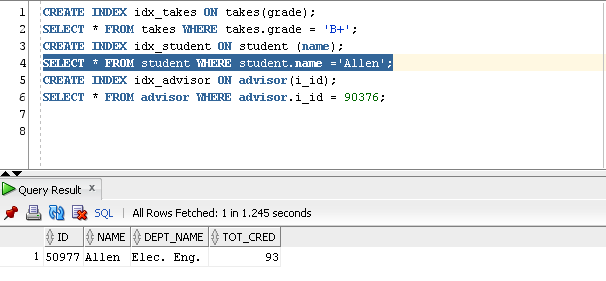 1 CREATE INDEX idx_takes ON takes(grade);
2 SELECT * FROM takes WHERE takes.grade = 'B+';
3 CREATE INDEX idx_student ON student (name);
4 SELECT * FROM student WHERE student.name ='Allen';
5 CREATE INDEX idx_advisor ON advisor(i_id);
6 SELECT * FROM advisor WHERE advisor.i_id = 90376;
7
8
Query Result x
SQL | All Rows Fetched: 1 in 1.245 seconds
ID NAME DEPT_NAME TOT_CRED
1 50977 Allen Elec. Eng. 93